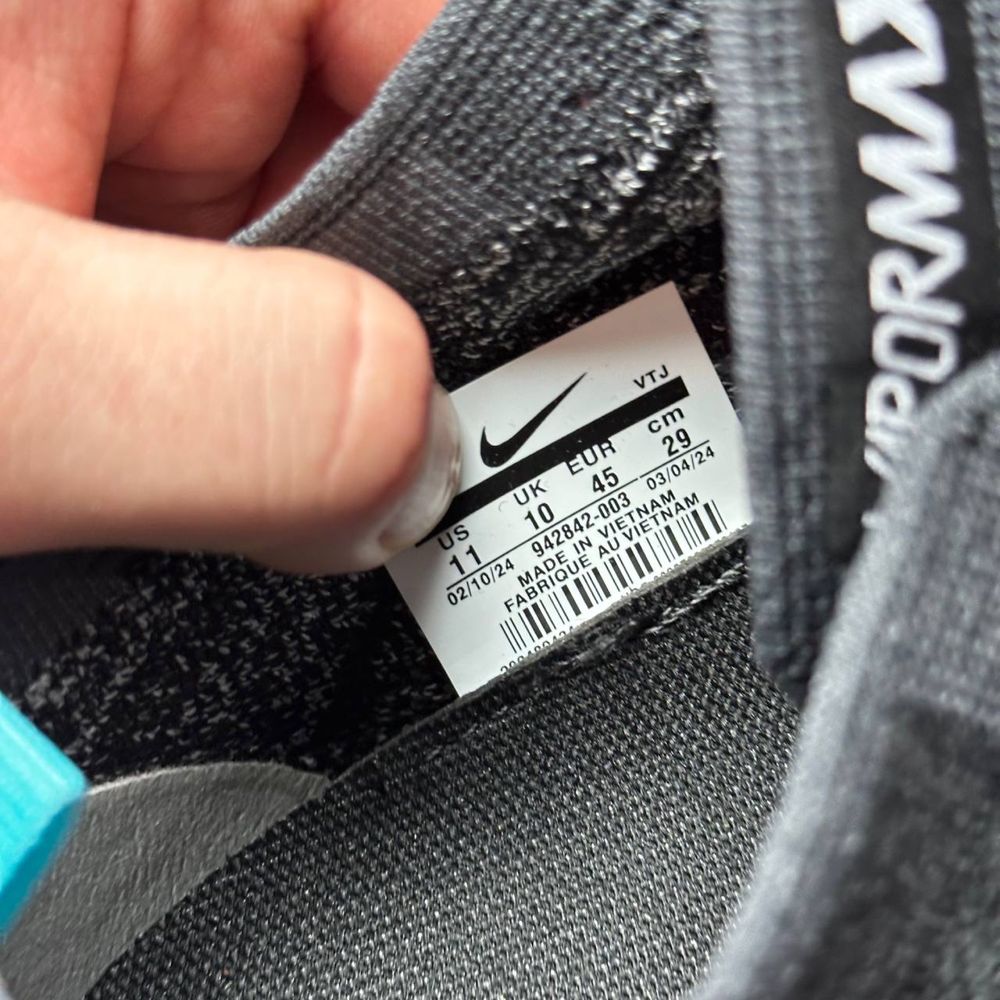 VTJ
US UK EUR cm
11 10 45 29
02/10/24 942842-003 03/04/24
MADE IN VIETNAM
FABRIQUE AU VIETNAM
VAPORMAX